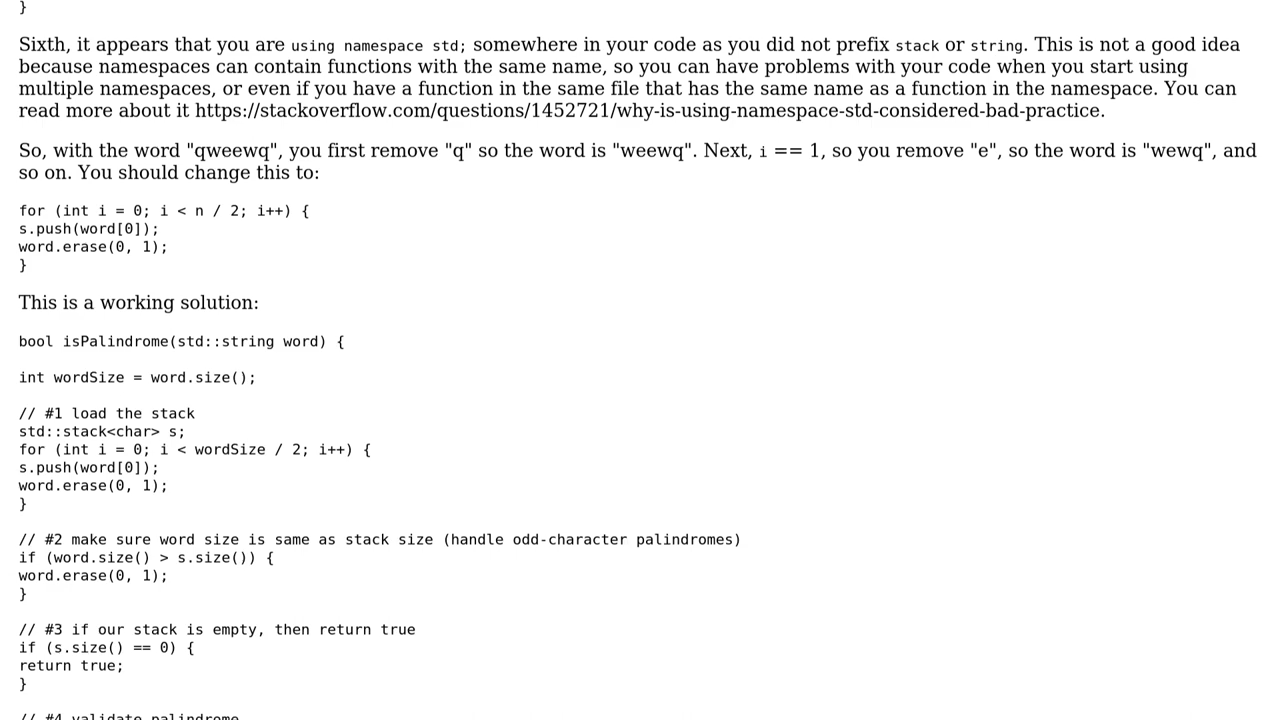 }
Sixth, it appears that you are using namespace std; somewhere in your code as you did not prefix stack or string. This is not a good idea
because namespaces can contain functions with the same name, so you can have problems with your code when you start using
multiple namespaces, or even if you have a function in the same file that has the same name as a function in the namespace. You can
read more about it https://stackoverflow.com/questions/1452721/why-is-using-namespace-std-considered-bad-practice.
So, with the word "qweewq", you first remove "q" so the word is "weewq". Next, i == 1, so you remove "e", so the word is "wewq", and
so on. You should change this to:
for (int i = 0; i < n / 2; i++) {
s.push(word[0]);
word.erase(0, 1);
}
This is a working solution:
bool isPalindrome(std::string word) {
int wordSize = word.size();
// #1 load the stack
std::stack<char> s;
for (int i = 0; i < wordSize / 2; i++) {
s.push(word[0]);
word.erase(0, 1);
}
// #2 make sure word size is same as stack size (handle odd-character palindromes)
if (word.size() > s.size()) {
word.erase(0, 1);
}
// #3 if our stack is empty, then return true
if (s.size() == 0) {
return true;
}
// #4 validate palindrome